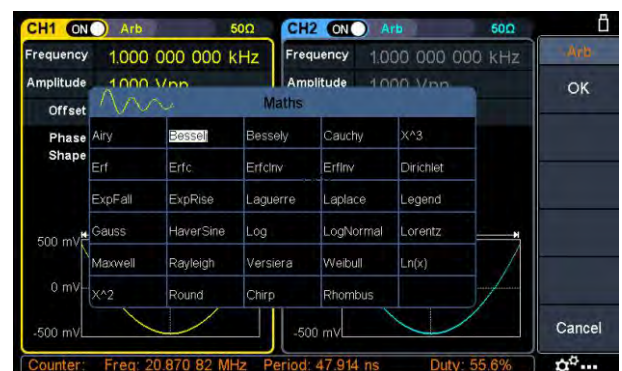 CH1 ON Arb 50Ω CH2 ON Arb 50Ω
Frequency 1.000 000 000 kHz Frequency 1.000 000 000 kHz Arb
Amplitude 1.000 Vpp Amplitude 1.000 Vpp OK
Offset Maths
Phase Airy Besselj Bessely Cauchy X^3
Shape Erf Erfc ErfcInv ErfInv Dirichlet
ExpFall ExpRise Laguerre Laplace Legend
500 mV Gauss HaverSine Log LogNormal Lorentz
Maxwell Rayleigh Versiera Weibull Ln(x)
0 mV X^2 Round Chirp Rhombus
-500 mV -500 mV Cancel
Counter: Freq: 20.870 82 MHz Period: 47.914 ns Duty: 55.6%